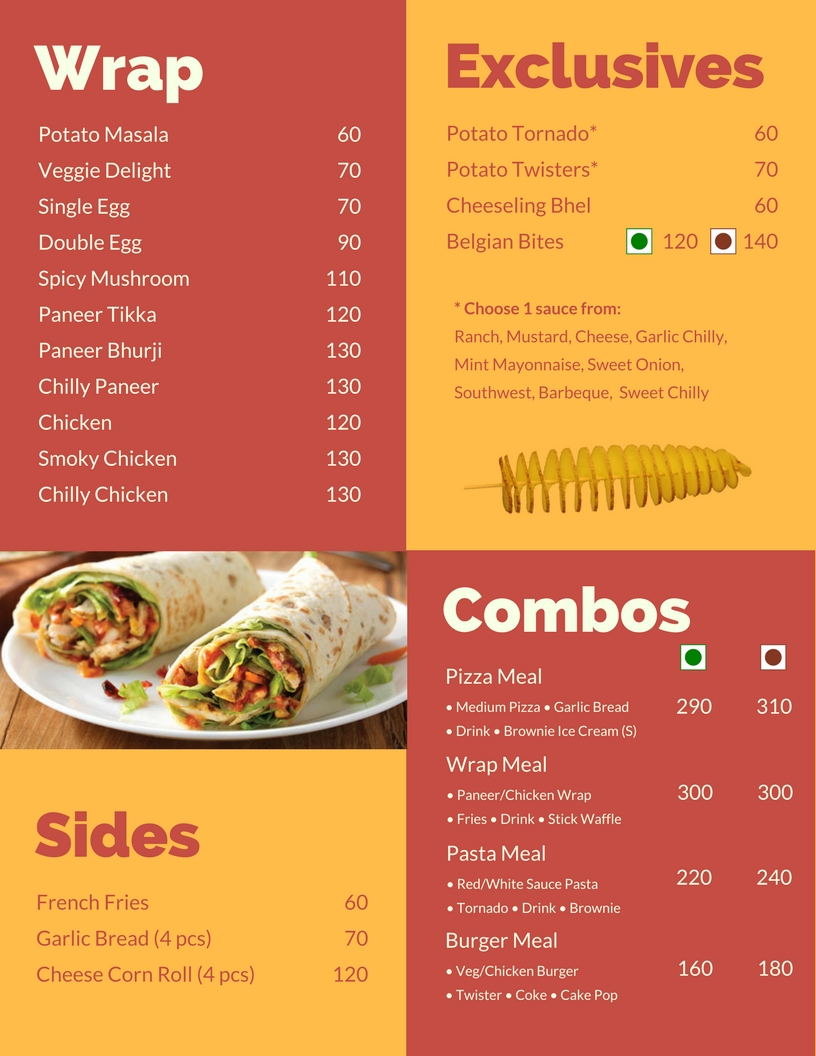 Wrap
Potato Masala 60
Veggie Delight 70
Single Egg 70
Double Egg 90
Spicy Mushroom 110
Paneer Tikka 120
Paneer Bhurji 130
Chilly Paneer 130
Chicken 120
Smoky Chicken 130
Chilly Chicken 130
Exclusives
Potato Tornado* 60
Potato Twisters* 70
Cheeseling Bhel 60
Belgian Bites 120 140
* Choose 1 sauce from:
Ranch, Mustard, Cheese, Garlic Chilly,
Mint Mayonnaise, Sweet Onion,
Southwest, Barbeque, Sweet Chilly
Sides
French Fries 60
Garlic Bread (4 pcs) 70
Cheese Corn Roll (4 pcs) 120
Combos
Pizza Meal
• Medium Pizza • Garlic Bread 290 310
• Drink • Brownie Ice Cream (S)
Wrap Meal
• Paneer/Chicken Wrap 300 300
• Fries • Drink • Stick Waffle
Pasta Meal
• Red/White Sauce Pasta 220 240
• Tornado • Drink • Brownie
Burger Meal
• Veg/Chicken Burger 160 180
• Twister • Coke • Cake Pop